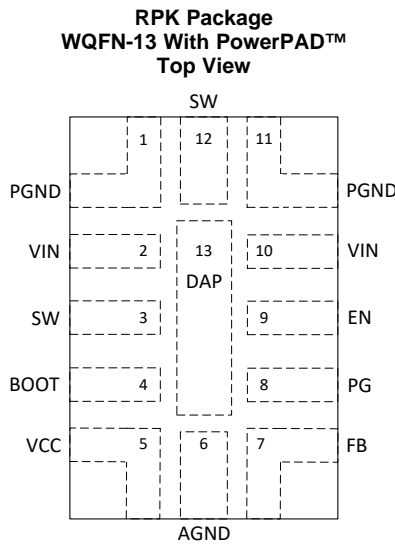 RPK Package
WQFN-13 With PowerPAD™
Top View
SW
1 12 11
PGND PGND
VIN 2 13 10 VIN
DAP
SW 3 9 EN
BOOT 4 8 PG
VCC 5 6 7 FB
AGND